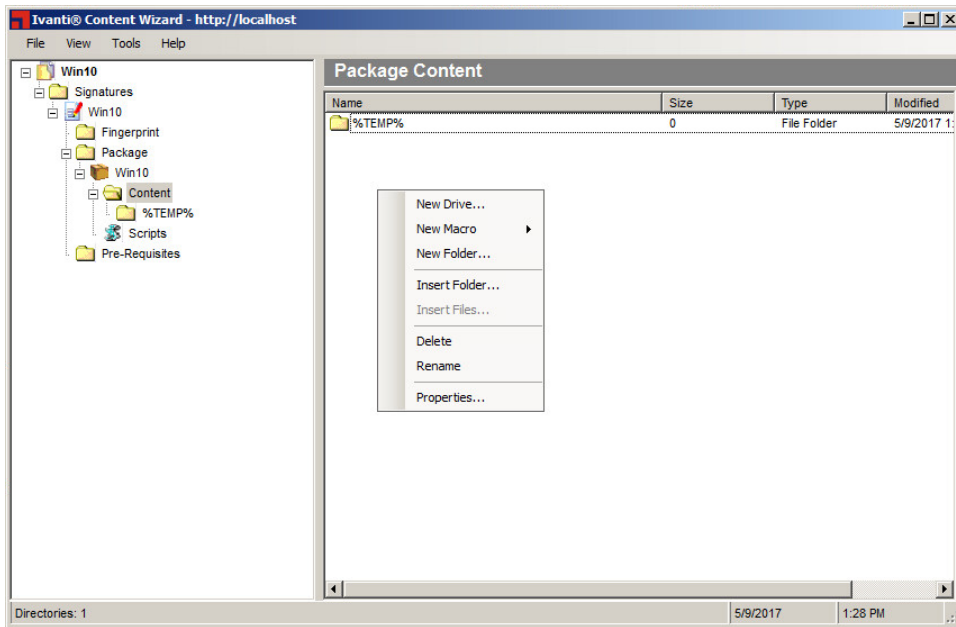 Ivanti® Content Wizard - http://localhost
File View Tools Help
Win10
Signatures
Win10
Fingerprint
Package
Win10
Content
%TEMP%
Scripts
Pre-Requisites
Package Content
Name Size Type Modified
%TEMP% 0 File Folder 5/9/2017 1:
New Drive...
New Macro
New Folder...
Insert Folder...
Insert Files...
Delete
Rename
Properties...
Directories: 1 5/9/2017 1:28 PM